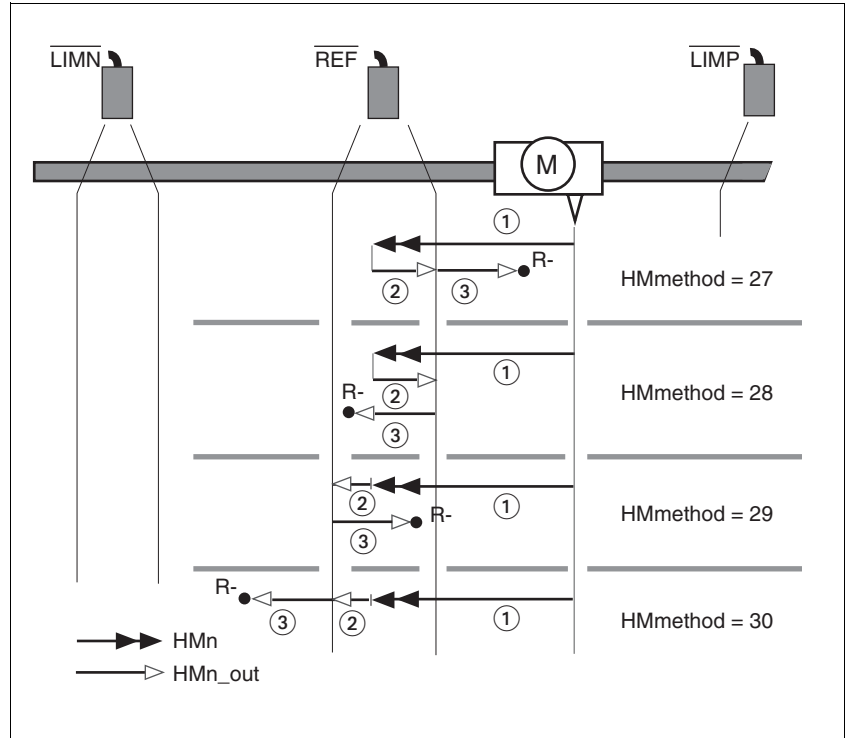 LIMN REF LIMP
M
1
R-
2 3
HMmethod = 27
1
2
R-
3
HMmethod = 28
2 1
R-
3
HMmethod = 29
R-
3 2 1
HMmethod = 30
HMn
HMn_out